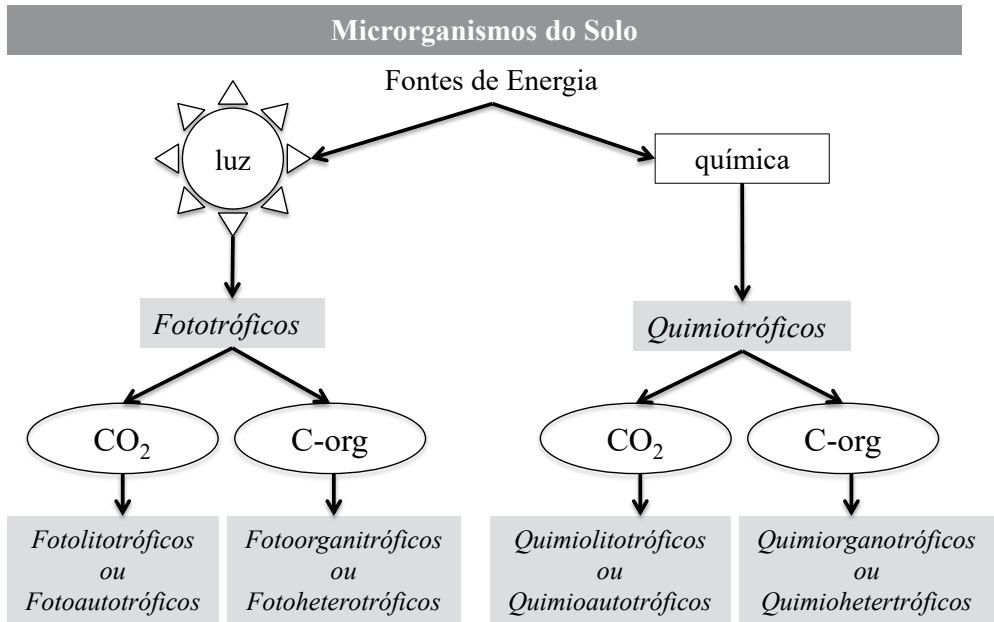 Microrganismos do Solo
Fontes de Energia
luz
química
Fototróficos
Quimiotróficos
CO₂
C-org
CO₂
C-org
Fotolitotróficos
ou
Fotoautotróficos
Fotoorganitróficos
ou
Fotoheterotróficos
Quimiolitotróficos
ou
Quimioautotróficos
Quimiorganotróficos
ou
Quimiohetertróficos